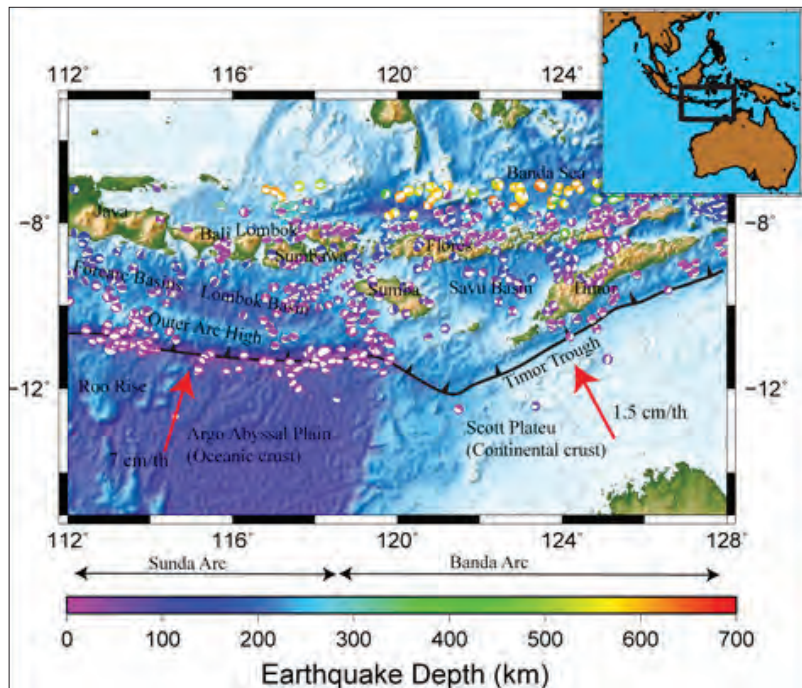 112° 116° 120° 124°
Banda Sea
Java
Bali Lombok
Sumbawa
Flores
−8°
−8°
Forearc Basins
Lombok Basin
Sumba
Savu Basin
Timor
Outer Arc High
Timor Trough
−12°
−12°
Roo Rise
7 cm/th
Argo Abyssal Plain
(Oceanic crust)
Scott Plateu
(Continental crust)
1.5 cm/th
112° 116° 120° 124° 128°
Sunda Arc Banda Arc
0 100 200 300 400 500 600 700
Earthquake Depth (km)